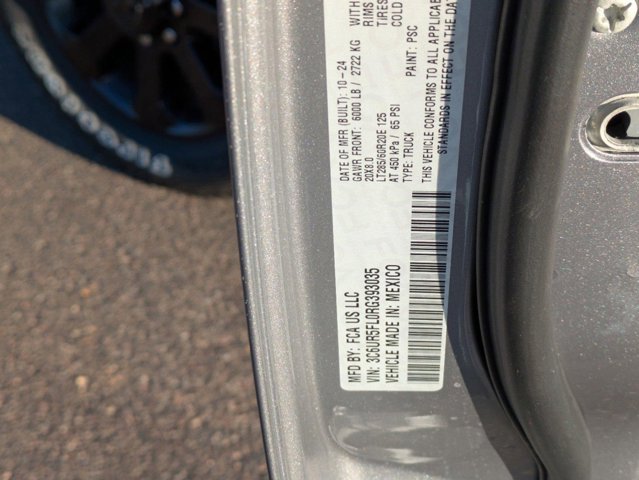 MFD BY: FCA US LLC
DATE OF MFR (BUILT): 10-24
GAWR FRONT: 6000 LB / 2722 KG
WITH
20X8.0
RIMS
LT285/60R20E 125
TIRES
AT 450 kPa / 65 PSI
COLD
VIN: 3C6UR5FL0RG393035
TYPE: TRUCK
PAINT: PSC
VEHICLE MADE IN: MEXICO
THIS VEHICLE CONFORMS TO ALL APPLICABL
STANDARDS IN EFFECT ON THE DA
Firestone